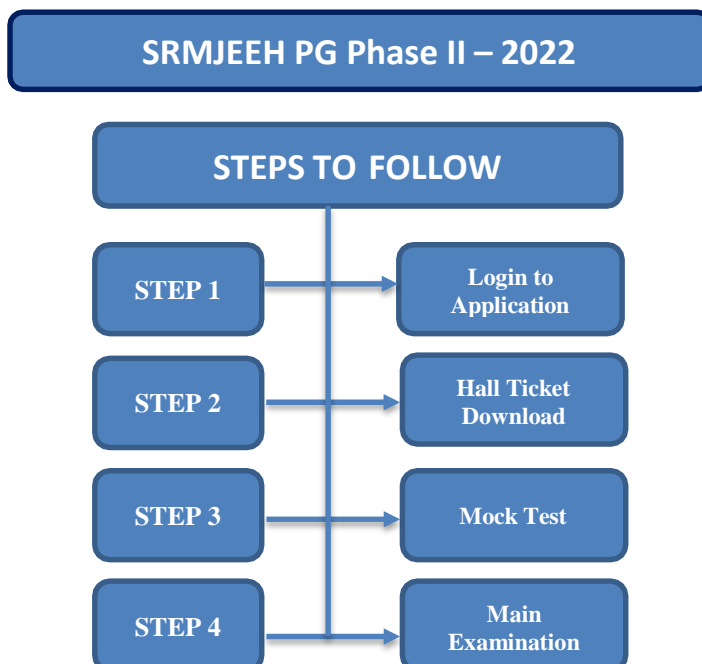 SRMJEEH PG Phase II – 2022
STEPS TO FOLLOW
STEP 1
Login to
Application
STEP 2
Hall Ticket
Download
STEP 3
Mock Test
STEP 4
Main
Examination